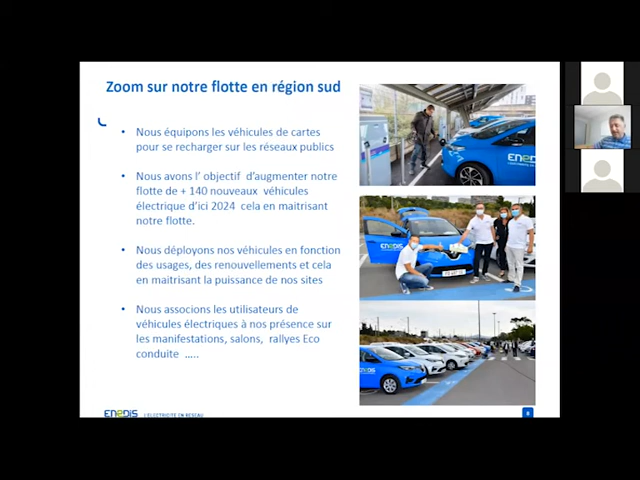 Zoom sur notre flotte en région sud
• Nous équipons les véhicules de cartes
pour se recharger sur les réseaux publics
• Nous avons l’ objectif d’augmenter notre
flotte de + 140 nouveaux véhicules
électrique d’ici 2024 cela en maitrisant
notre flotte.
• Nous déployons nos véhicules en fonction
des usages, des renouvellements et cela
en maitrisant la puissance de nos sites
• Nous associons les utilisateurs de
véhicules électriques à nos présence sur
les manifestations, salons, rallyes Eco
conduite …..
ENEDIS
ENEDIS
ENEDIS L'ELECTRICITE EN RESEAU
8